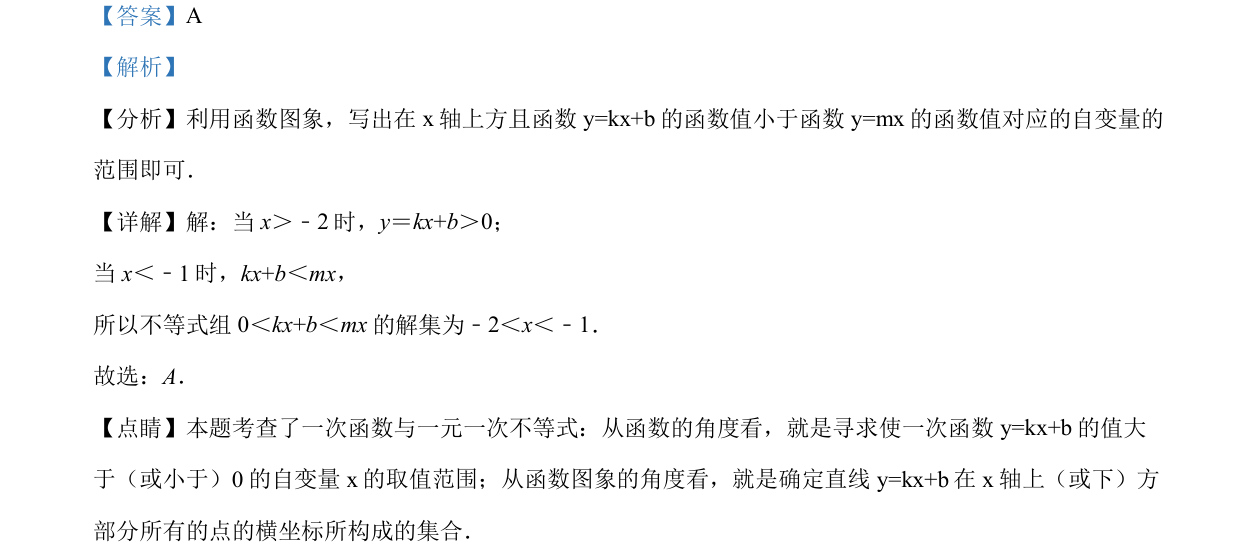 【答案】A
【解析】
【分析】利用函数图象，写出在 x 轴上方且函数 y=kx+b 的函数值小于函数 y=mx 的函数值对应的自变量的
范围即可．
【详解】解：当 x＞﹣2 时，y＝kx+b＞0；
当 x＜﹣1 时，kx+b＜mx，
所以不等式组 0＜kx+b＜mx 的解集为﹣2＜x＜﹣1．
故选：A．
【点睛】本题考查了一次函数与一元一次不等式：从函数的角度看，就是寻求使一次函数 y=kx+b 的值大
于（或小于）0 的自变量 x 的取值范围；从函数图象的角度看，就是确定直线 y=kx+b 在 x 轴上（或下）方
部分所有的点的横坐标所构成的集合．